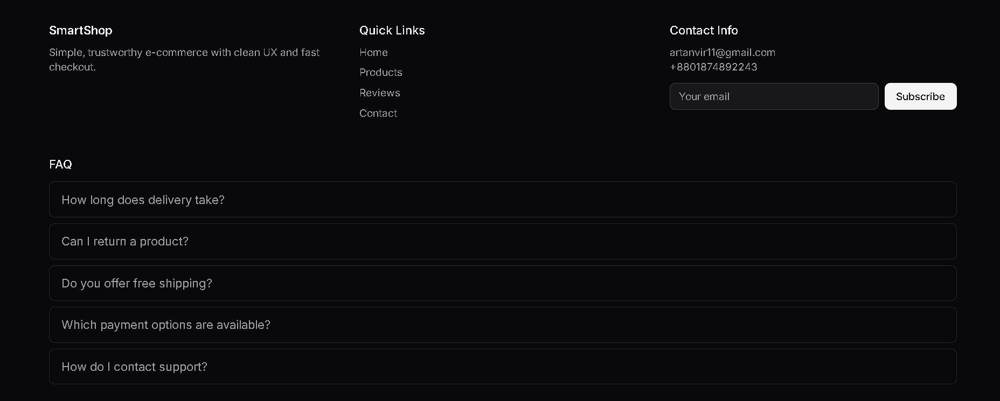 SmartShop
Simple, trustworthy e-commerce with clean UX and fast
checkout.
Quick Links
Home
Products
Reviews
Contact
Contact Info
artanvir11@gmail.com
+8801874892243
Your email
Subscribe
FAQ
How long does delivery take?
Can I return a product?
Do you offer free shipping?
Which payment options are available?
How do I contact support?